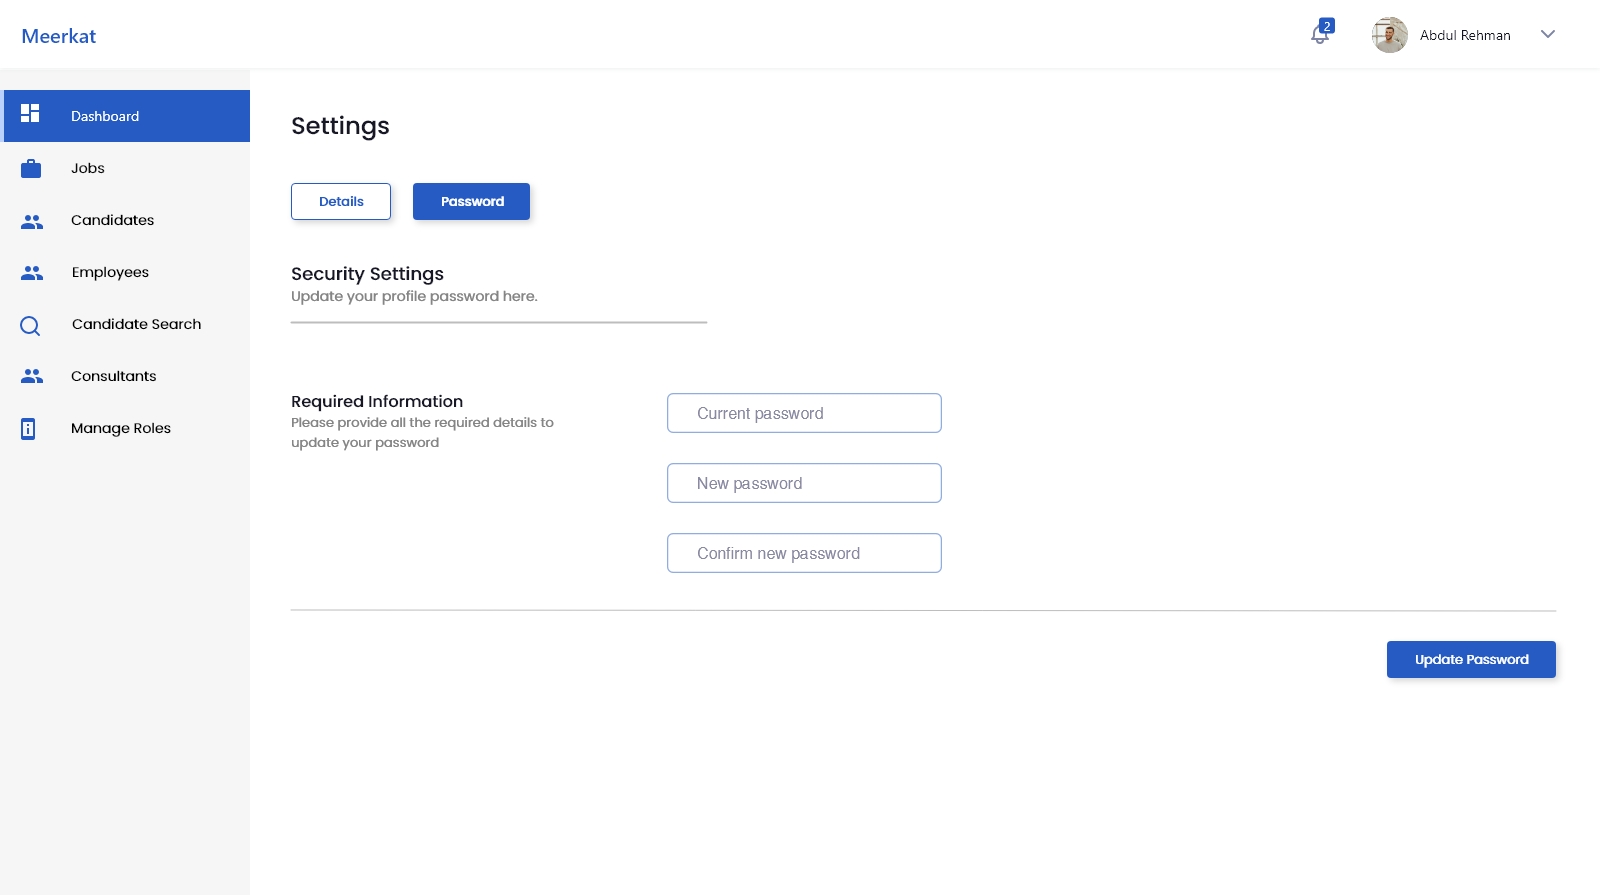 Meerkat
2
Abdul Rehman
Dashboard
Jobs
Candidates
Employees
Candidate Search
Consultants
Manage Roles
Settings
Details
Password
Security Settings
Update your profile password here.
Required Information
Please provide all the required details to
update your password
Current password
New password
Confirm new password
Update Password